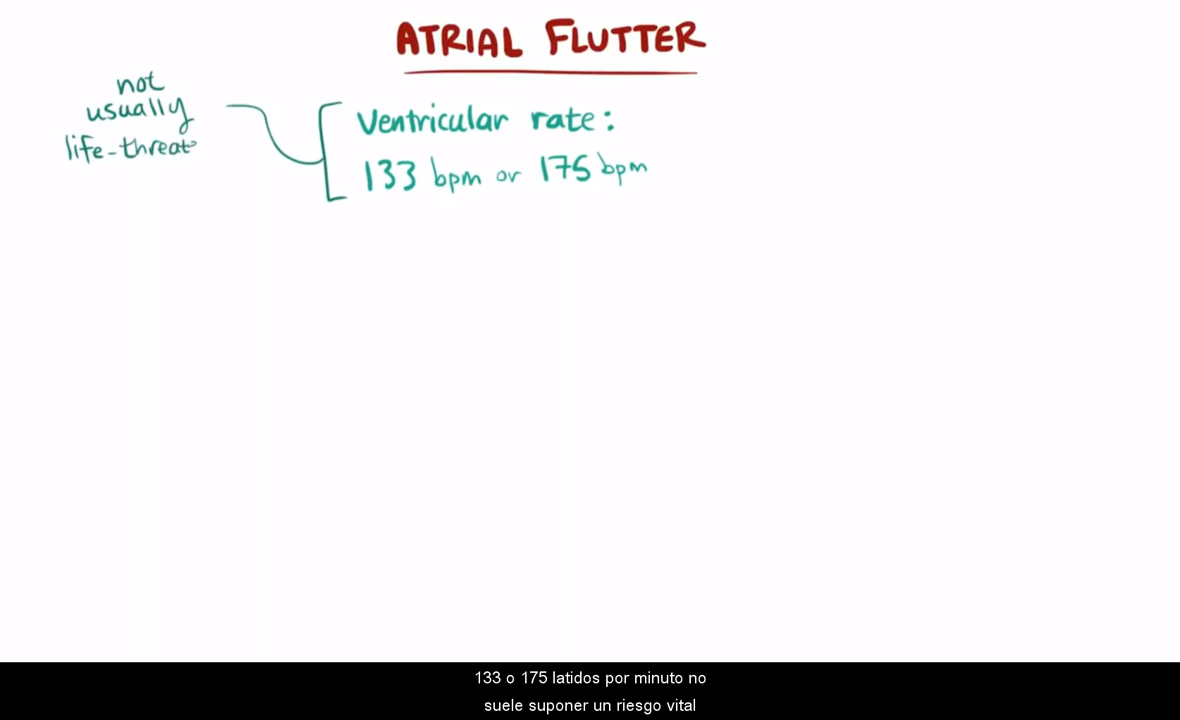 ATRIAL FLUTTER
not
usually
life-threat
Ventricular rate:
133 bpm or 175 bpm
133 o 175 latidos por minuto no
suele suponer un riesgo vital